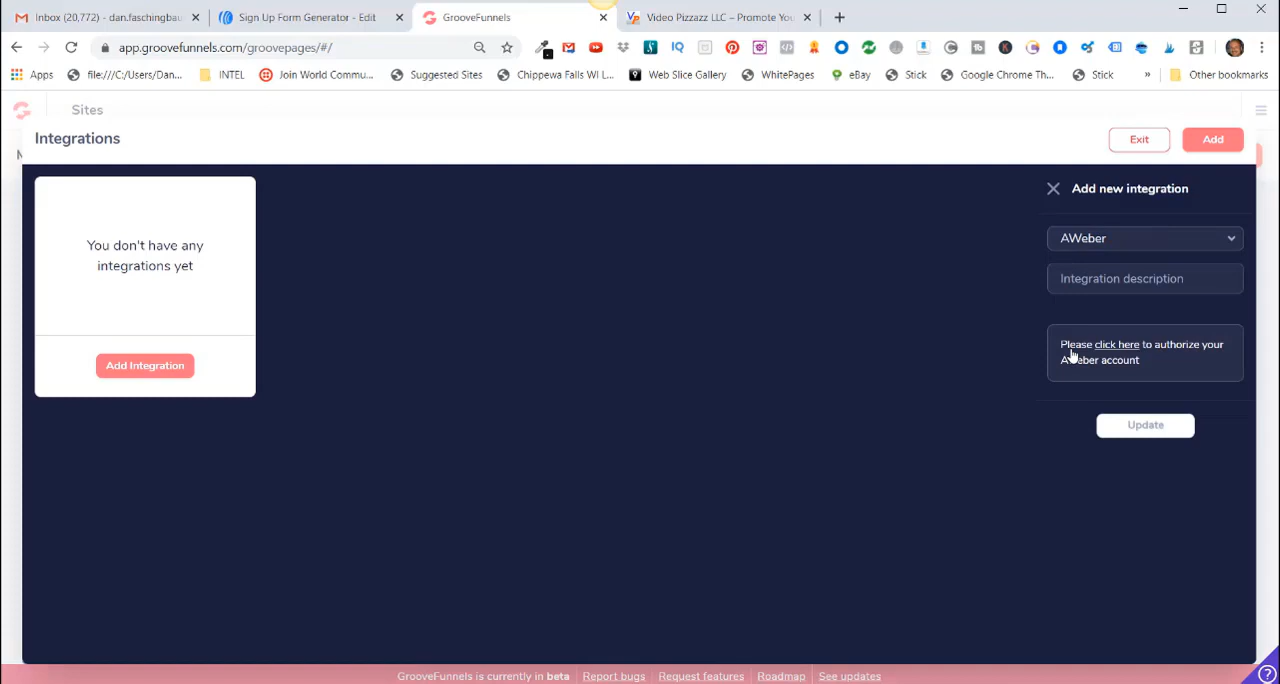 Inbox (20,772) - dan.faschingbau
Sign Up Form Generator - Edit
GrooveFunnels
Video Pizzazz LLC – Promote You
app.groovefunnels.com/groovepages/#/
Apps
file:///C:/Users/Dan...
INTEL
Join World Commu...
Suggested Sites
Chippewa Falls WI L...
Web Slice Gallery
WhitePages
eBay
Stick
Google Chrome Th...
Stick
»
Other bookmarks
Sites
Integrations
Exit
Add
You don't have any
integrations yet
Add Integration
Add new integration
AWeber
Integration description
Please click here to authorize your
AWeber account
Update
GrooveFunnels is currently in beta
Report bugs
Request features
Roadmap
See updates